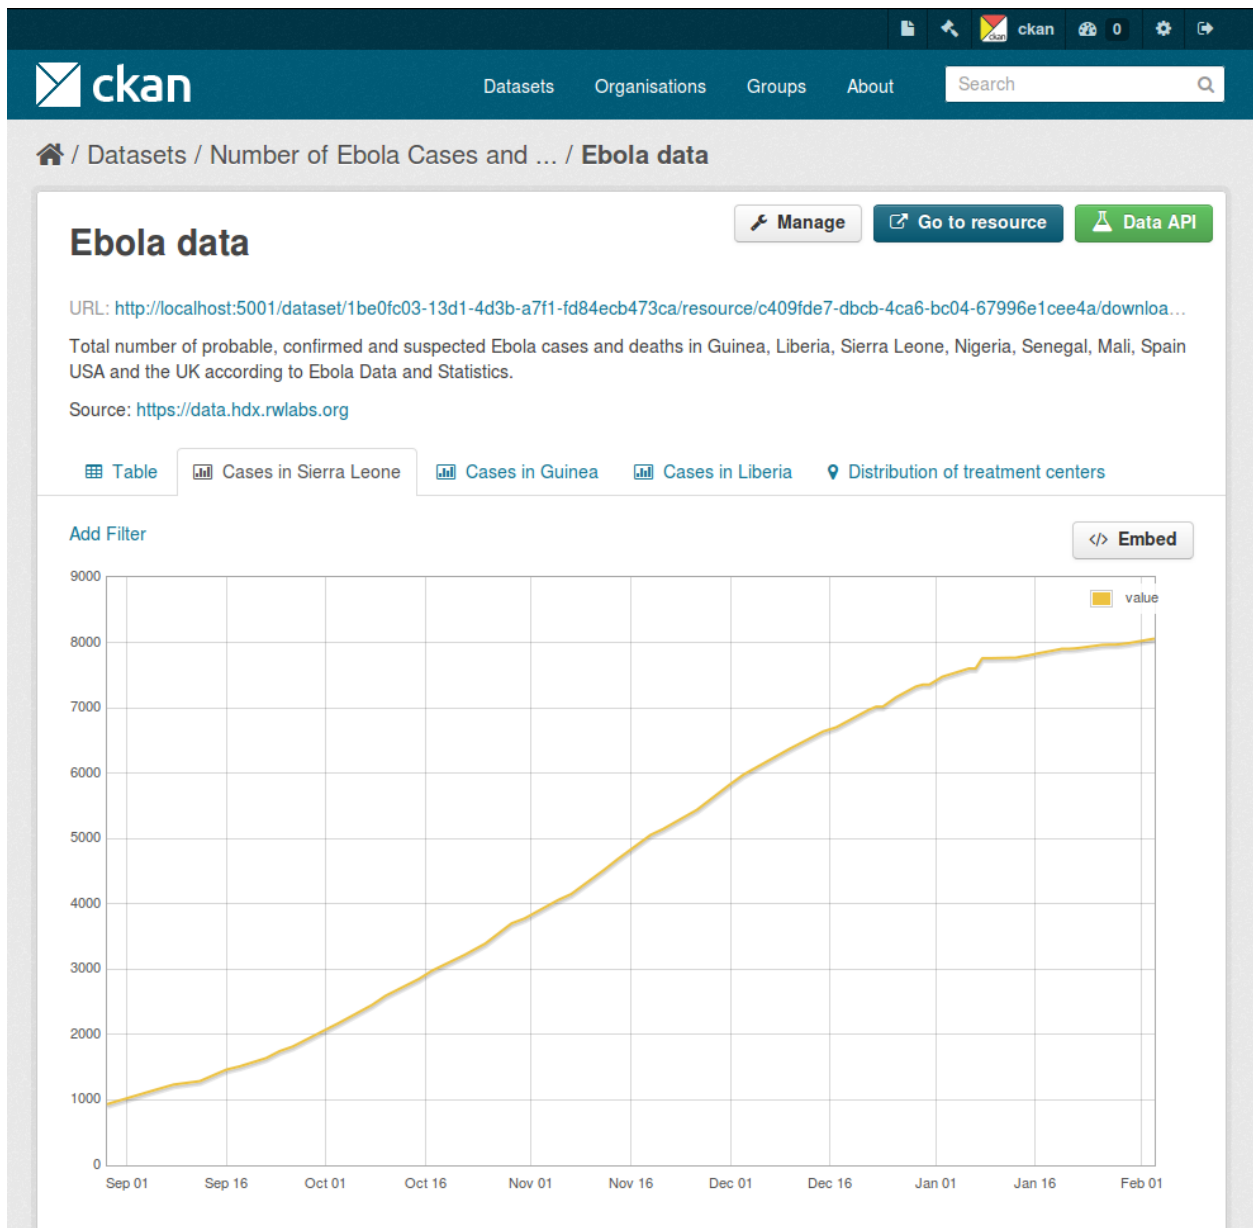 ckan ckan 0
ckan Datasets Organisations Groups About Search
/ Datasets / Number of Ebola Cases and ... / Ebola data
Ebola data Manage Go to resource Data API
URL: http://localhost:5001/dataset/1be0fc03-13d1-4d3b-a7f1-fd84ecb473ca/resource/c409fde7-dbcb-4ca6-bc04-67996e1cee4a/downloa...
Total number of probable, confirmed and suspected Ebola cases and deaths in Guinea, Liberia, Sierra Leone, Nigeria, Senegal, Mali, Spain
USA and the UK according to Ebola Data and Statistics.
Source: https://data.hdx.rwlabs.org
Table Cases in Sierra Leone Cases in Guinea Cases in Liberia Distribution of treatment centers
Add Filter </> Embed
9000
value
8000
7000
6000
5000
4000
3000
2000
1000
0
Sep 01 Sep 16 Oct 01 Oct 16 Nov 01 Nov 16 Dec 01 Dec 16 Jan 01 Jan 16 Feb 01